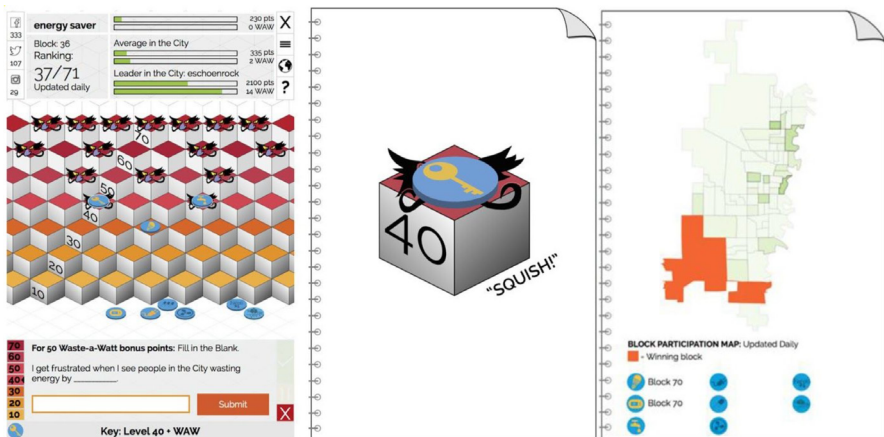 333
107
29
energy saver
230 pts
0 WAW
X
Block: 36
Ranking:
37/71
Updated daily
Average in the City
335 pts
2 WAW
Leader in the City: eschoenrock
2100 pts
14 WAW
?
70
60
50
40
30
20
10
70
60
50
40
30
20
10
For 50 Waste-a-Watt bonus points: Fill in the Blank.
I get frustrated when I see people in the City wasting
energy by __________.
Submit
X
Key: Level 40 + WAW
40
"SQUISH!"
BLOCK PARTICIPATION MAP: Updated Daily
- Winning block
Block 70
Block 70